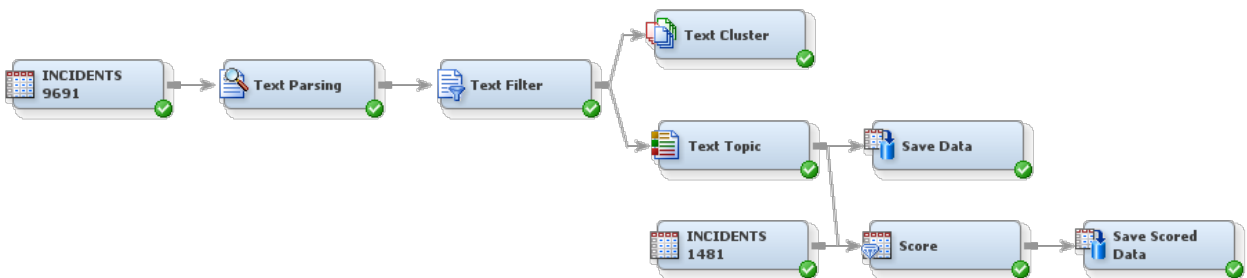 Text Cluster
INCIDENTS
9691
Text Parsing
Text Filter
Text Topic
Save Data
INCIDENTS
1481
Score
Save Scored
Data